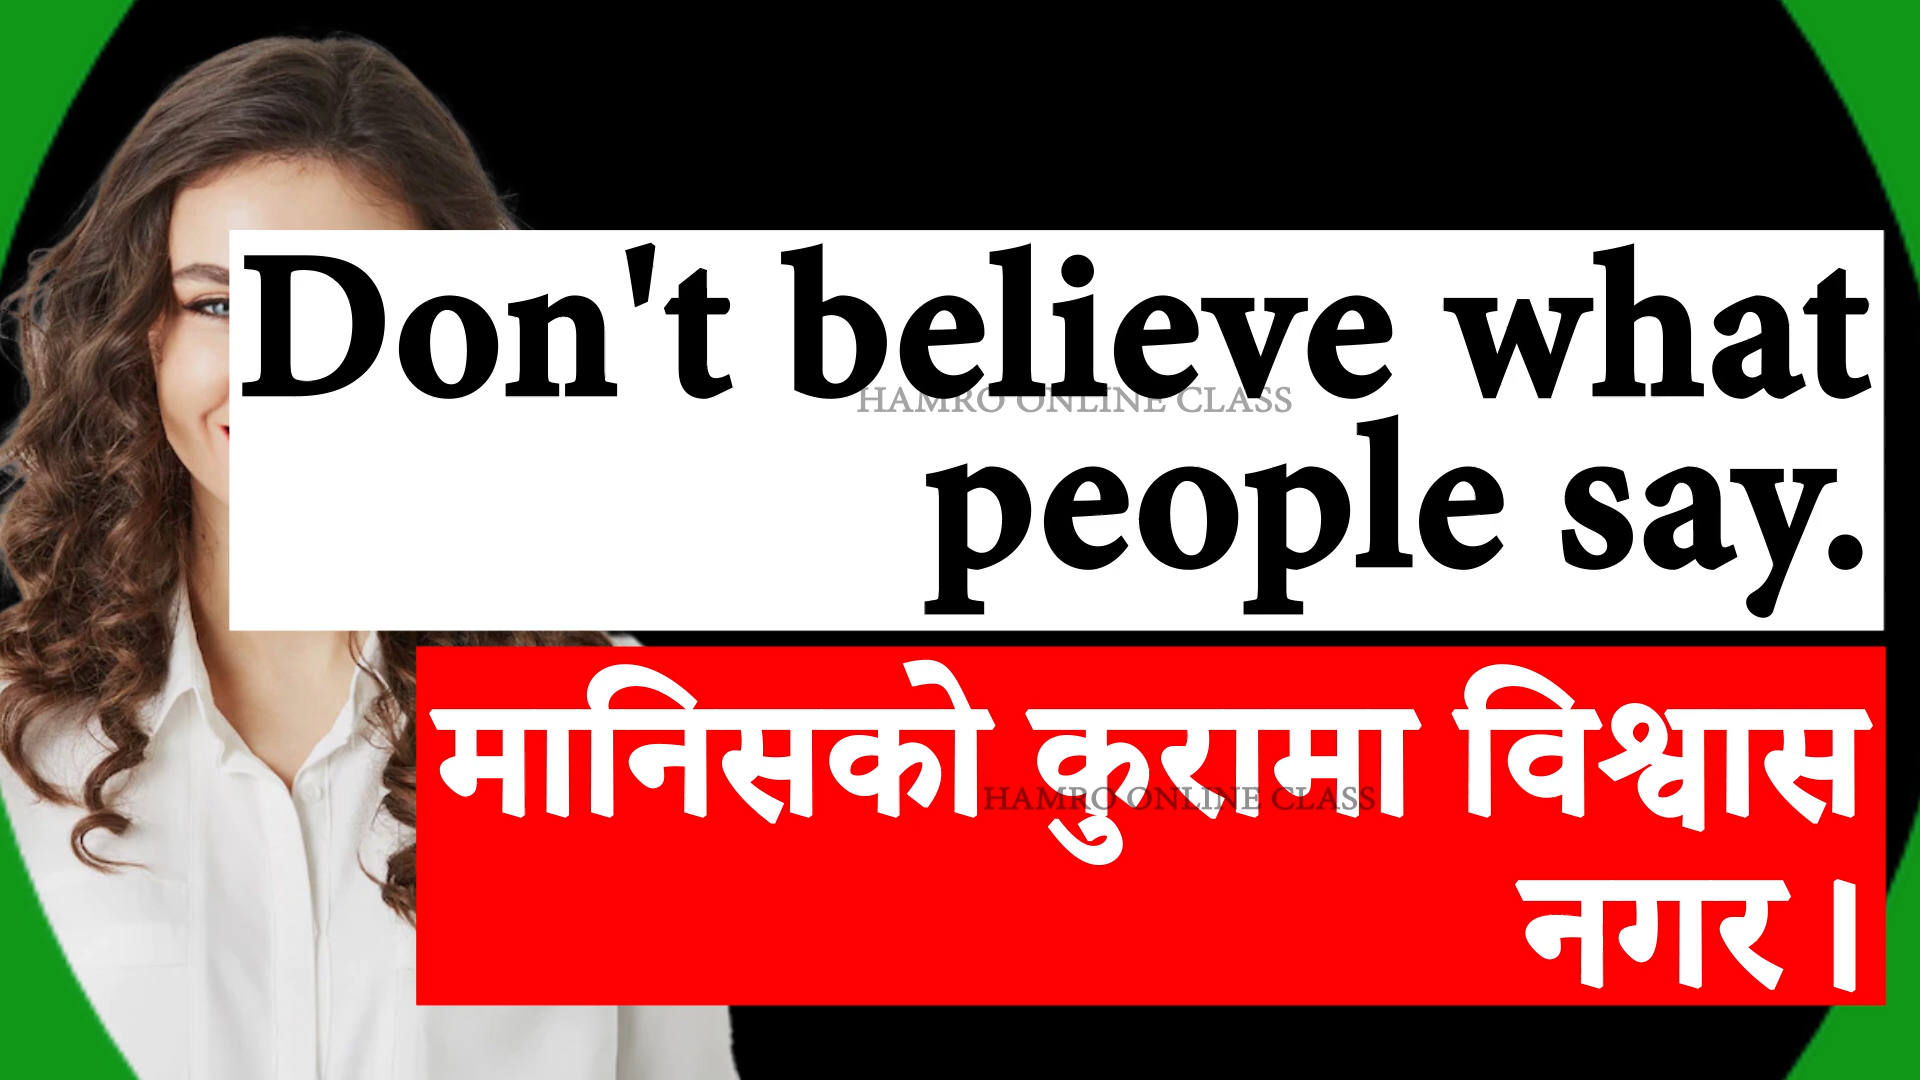 Don't believe what
HAMRO ONLINE CLASS
people say.
मानिसको कुरामा विश्वास
HAMRO ONLINE CLASS
नगर ।